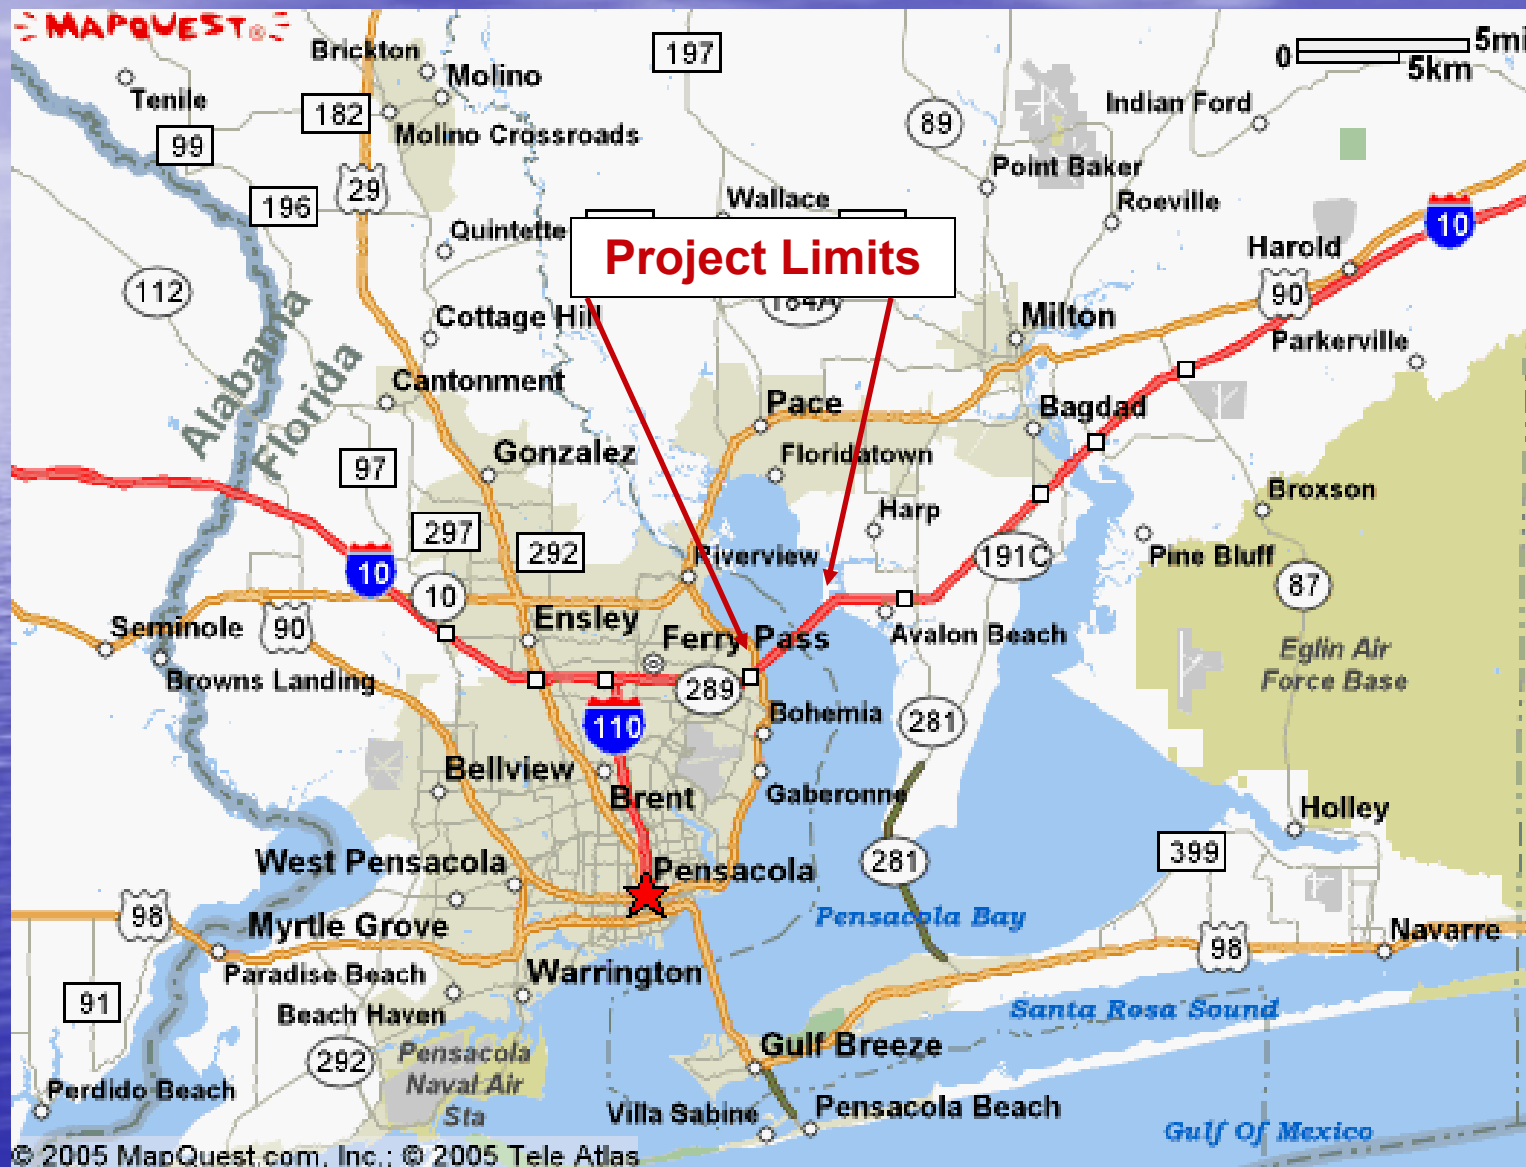 MAPQUEST®
Brickton
197
0
5mi
5km
Molino
Tenile
182
Indian Ford
89
Molino Crossroads
99
Point Baker
29
Wallace
Roeville
196
10
Quintette
Harold
Project Limits
112
90
184A
Cottage Hill
Milton
Alabama
Florida
Parkerville
Cantonment
Pace
Bagdad
Gonzalez
Floridatown
97
Broxson
Harp
297
292
Riverview
191C
Pine Bluff
10
10
87
Seminole
90
Ensley
Ferry Pass
Avalon Beach
Eglin Air
Force Base
Browns Landing
289
Bohemia
281
110
Bellview
Brent
Gaberonne
Holley
West Pensacola
Pensacola
281
399
98
Myrtle Grove
Pensacola Bay
98
Navarre
Paradise Beach
Warrington
91
Beach Haven
Santa Rosa Sound
292
Pensacola
Naval Air
Sta
Gulf Breeze
Perdido Beach
Villa Sabine
Pensacola Beach
Gulf Of Mexico
© 2005 MapQuest.com, Inc.; © 2005 Tele Atlas